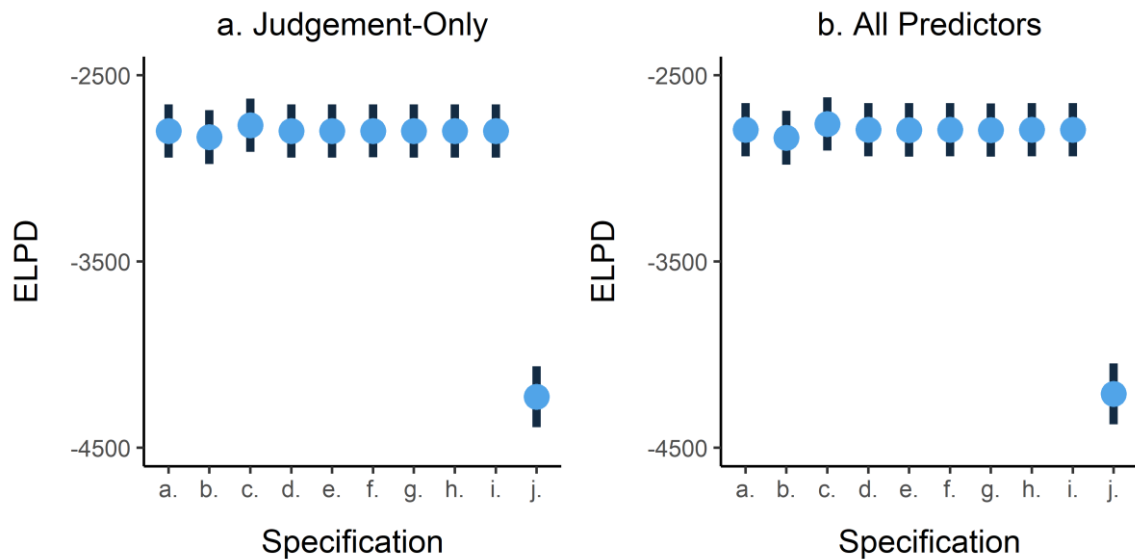 a. Judgement-Only
ELPD
-2500
-3500
-4500
a. b. c. d. e. f. g. h. i. j.
Specification
b. All Predictors
ELPD
-2500
-3500
-4500
a. b. c. d. e. f. g. h. i. j.
Specification